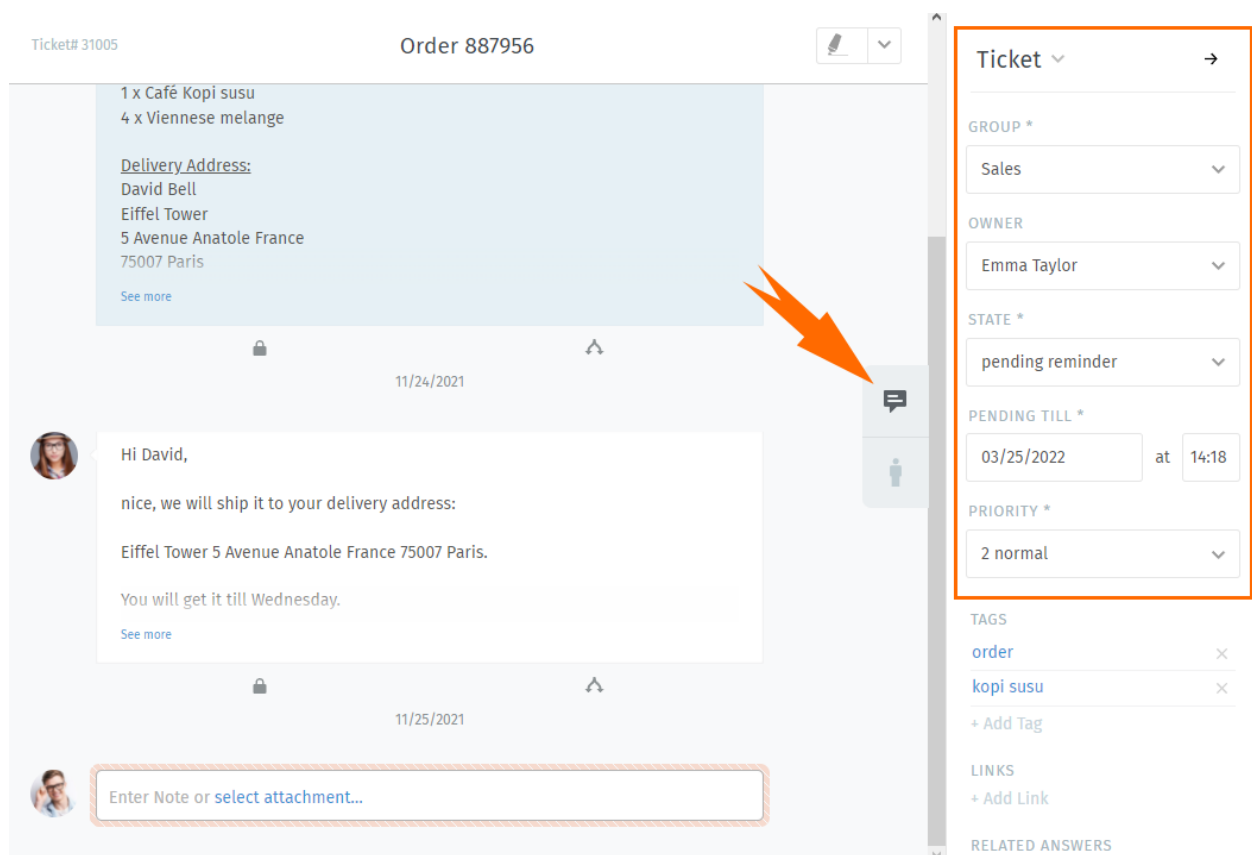 Ticket# 31005
Order 887956
1 x Café Kopi susu
4 x Viennese melange
Delivery Address:
David Bell
Eiffel Tower
5 Avenue Anatole France
75007 Paris
See more
11/24/2021
Hi David,
nice, we will ship it to your delivery address:
Eiffel Tower 5 Avenue Anatole France 75007 Paris.
You will get it till Wednesday.
See more
11/25/2021
Enter Note or select attachment...
Ticket
GROUP *
Sales
OWNER
Emma Taylor
STATE *
pending reminder
PENDING TILL *
03/25/2022 at 14:18
PRIORITY *
2 normal
TAGS
order
kopi susu
+ Add Tag
LINKS
+ Add Link
RELATED ANSWERS